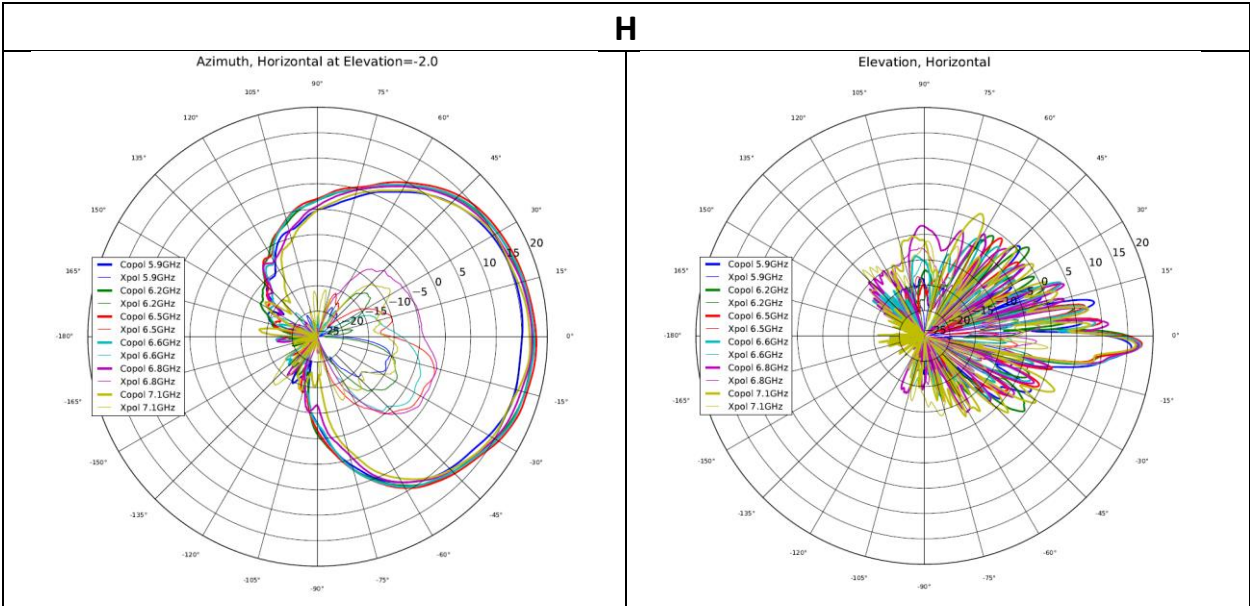 H
Azimuth, Horizontal at Elevation=-2.0
90°
105°
75°
120°
60°
135°
45°
150°
30°
165°
15°
-180°
0°
-165°
-15°
-150°
-30°
-135°
-45°
-120°
-60°
-105°
-75°
-90°
-25
-20
-15
-10
-5
0
5
10
15
20
Copol 5.9GHz
Xpol 5.9GHz
Copol 6.2GHz
Xpol 6.2GHz
Copol 6.5GHz
Xpol 6.5GHz
Copol 6.6GHz
Xpol 6.6GHz
Copol 6.8GHz
Xpol 6.8GHz
Copol 7.1GHz
Xpol 7.1GHz
Elevation, Horizontal
90°
105°
75°
120°
60°
135°
45°
150°
30°
165°
15°
-180°
0°
-165°
-15°
-150°
-30°
-135°
-45°
-120°
-60°
-105°
-75°
-90°
-25
-20
-15
-10
-5
0
5
10
15
20
Copol 5.9GHz
Xpol 5.9GHz
Copol 6.2GHz
Xpol 6.2GHz
Copol 6.5GHz
Xpol 6.5GHz
Copol 6.6GHz
Xpol 6.6GHz
Copol 6.8GHz
Xpol 6.8GHz
Copol 7.1GHz
Xpol 7.1GHz